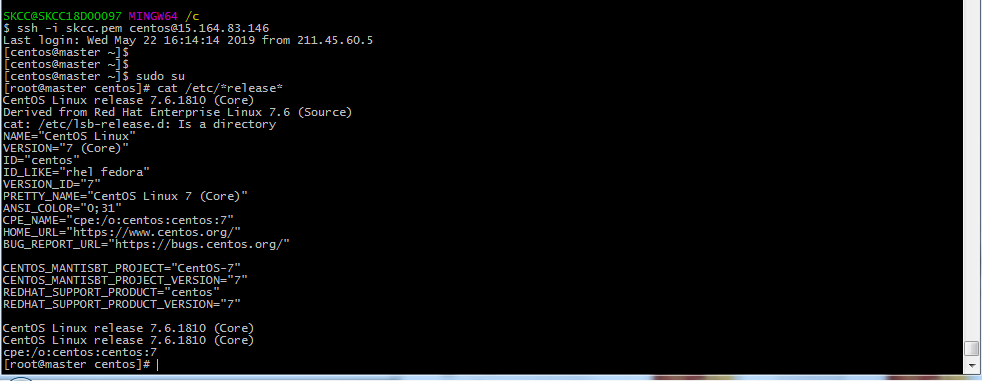 SKCC@SKCC18D00097 MINGW64 /c
$ ssh -i skcc.pem centos@15.164.83.146
Last login: Wed May 22 16:14:14 2019 from 211.45.60.5
[centos@master ~]$
[centos@master ~]$
[centos@master ~]$ sudo su
[root@master centos]# cat /etc/*release*
CentOS Linux release 7.6.1810 (Core)
Derived from Red Hat Enterprise Linux 7.6 (Source)
cat: /etc/lsb-release.d: Is a directory
NAME="CentOS Linux"
VERSION="7 (Core)"
ID="centos"
ID_LIKE="rhel fedora"
VERSION_ID="7"
PRETTY_NAME="CentOS Linux 7 (Core)"
ANSI_COLOR="0;31"
CPE_NAME="cpe:/o:centos:centos:7"
HOME_URL="https://www.centos.org/"
BUG_REPORT_URL="https://bugs.centos.org/"

CENTOS_MANTISBT_PROJECT="CentOS-7"
CENTOS_MANTISBT_PROJECT_VERSION="7"
REDHAT_SUPPORT_PRODUCT="centos"
REDHAT_SUPPORT_PRODUCT_VERSION="7"

CentOS Linux release 7.6.1810 (Core)
CentOS Linux release 7.6.1810 (Core)
cpe:/o:centos:centos:7
[root@master centos]#